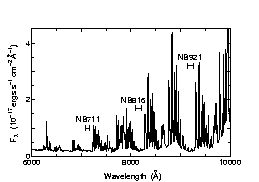 4
2
0
F_λ (10⁻¹⁷ ergs s⁻¹ cm⁻² Å⁻¹)
NB711
NB816
NB921
6000
8000
10000
Wavelength (Å)